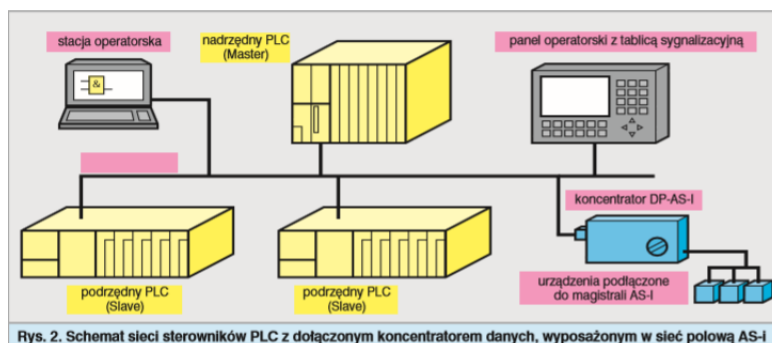 stacja operatorska
nadrzędny PLC
(Master)
panel operatorski z tablicą sygnalizacyjną
&
koncentrator DP-AS-I
urządzenia podłączone
do magistrali AS-I
podrzędny PLC
(Slave)
podrzędny PLC
(Slave)
Rys. 2. Schemat sieci sterowników PLC z dołączonym koncentratorem danych, wyposażonym w sieć polową AS-i